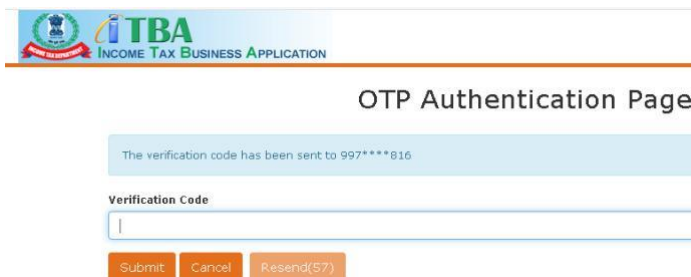 iTBA
INCOME TAX BUSINESS APPLICATION
OTP Authentication Page
The verification code has been sent to 997****816
Verification Code
Submit Cancel Resend(57)